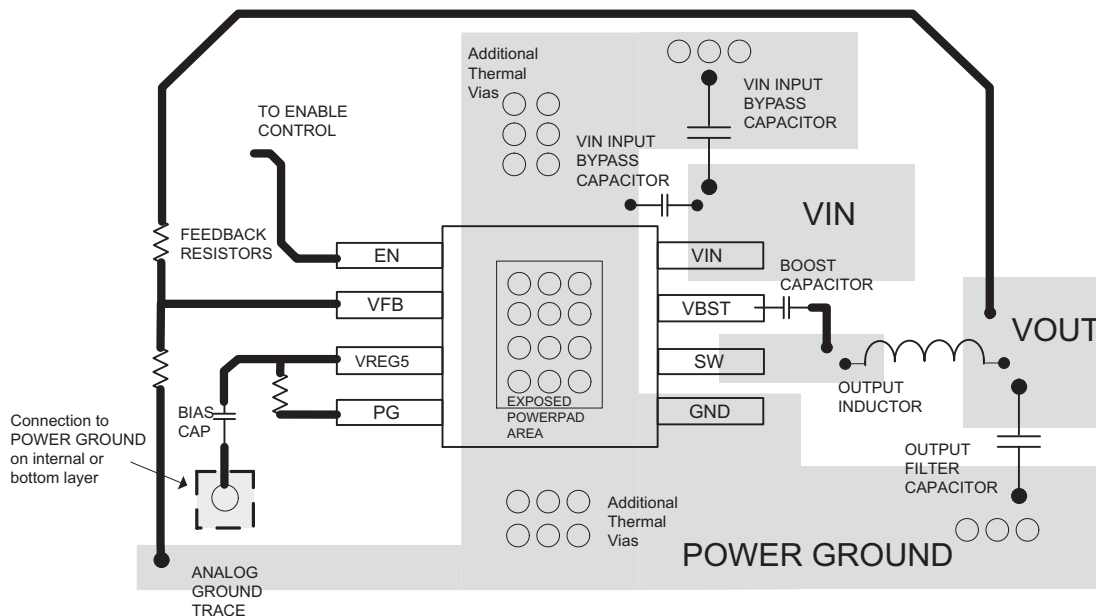 Additional
Thermal
Vias
VIN INPUT
BYPASS
CAPACITOR
TO ENABLE
CONTROL
VIN INPUT
BYPASS
CAPACITOR
VIN
FEEDBACK
RESISTORS
EN
VIN
BOOST
CAPACITOR
VFB
VBST
VOUT
VREG5
SW
OUTPUT
INDUCTOR
BIAS
CAP
PG
EXPOSED
POWERPAD
AREA
GND
Connection to
POWER GROUND
on internal or
bottom layer
OUTPUT
FILTER
CAPACITOR
Additional
Thermal
Vias
POWER GROUND
ANALOG
GROUND
TRACE